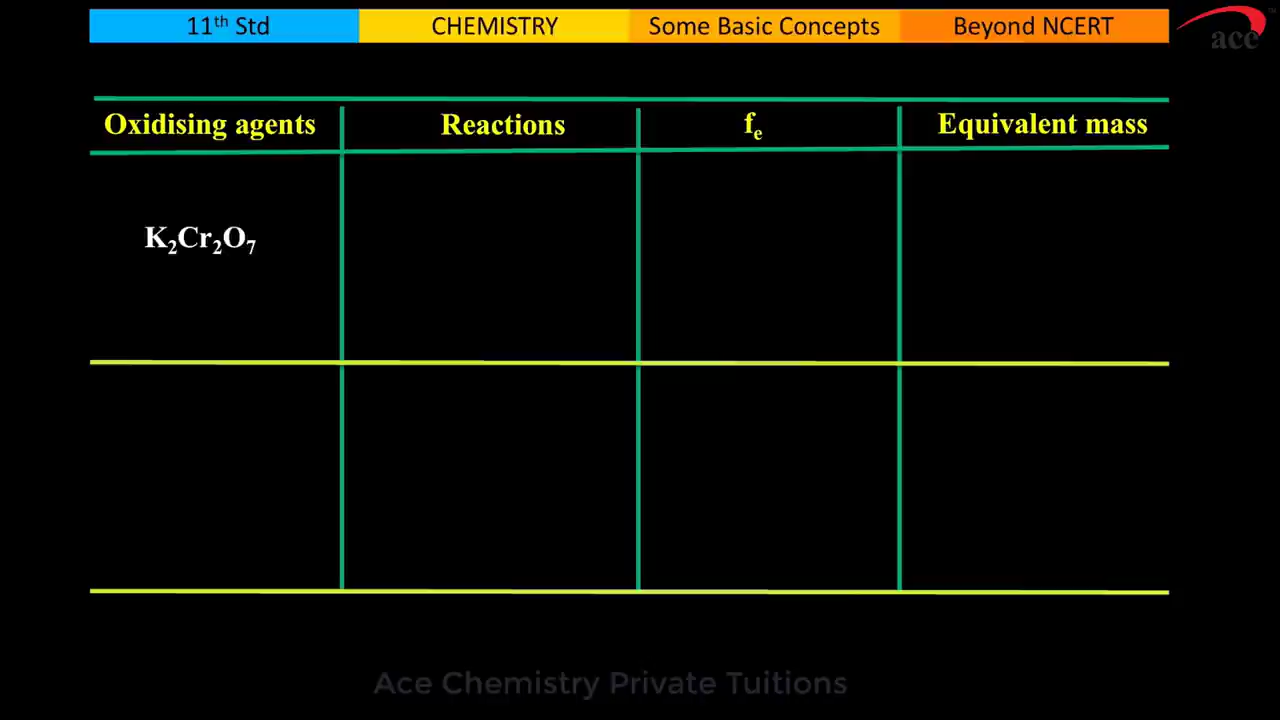 11th Std CHEMISTRY Some Basic Concepts Beyond NCERT
ace
Oxidising agents Reactions fe Equivalent mass
K2Cr2O7
Ace Chemistry Private Tuitions